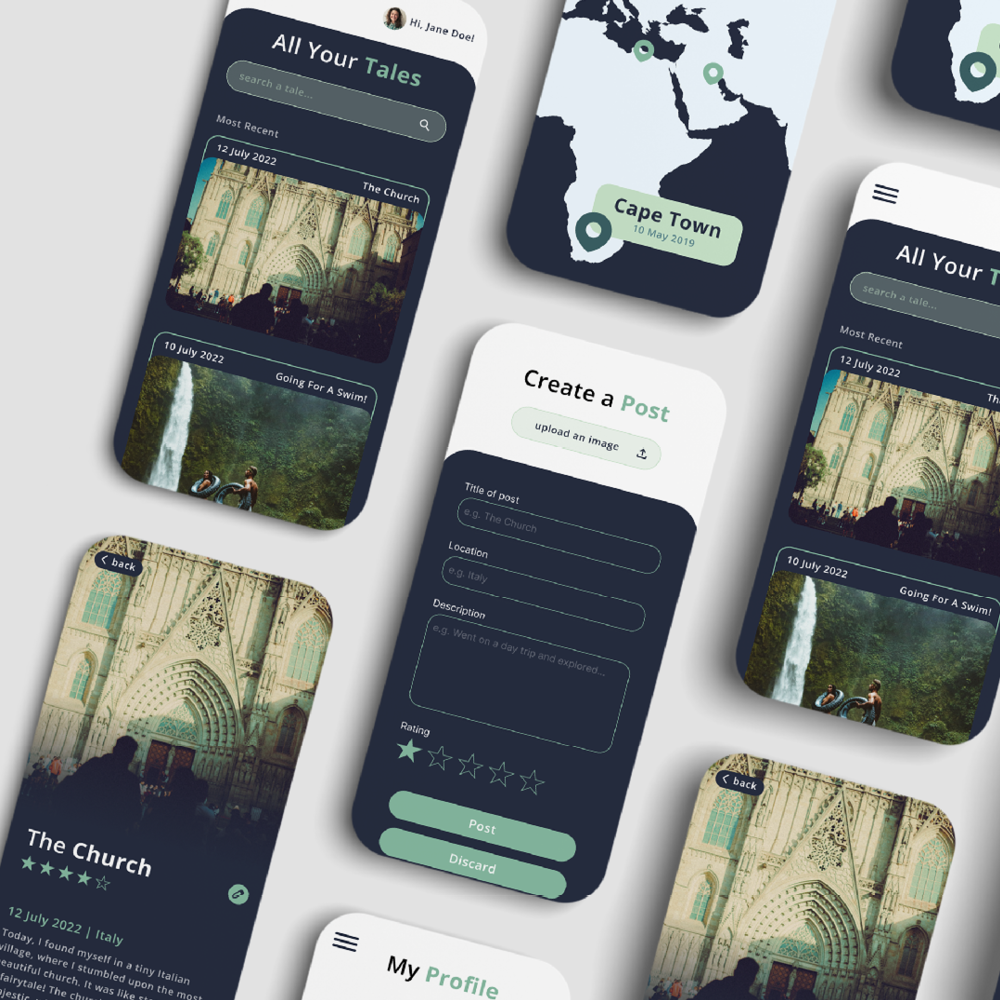 Hi, Jane Doe!
All Your Tales
search a tale...
Most Recent
12 July 2022
The Church
10 July 2022
Going For A Swim!
Cape Town
10 May 2019
Create a Post
upload an image
Title of post
e.g. The Church
Location
e.g. Italy
Description
e.g. Went on a day trip and explored...
Rating
Post
Discard
All Your T
search a tale...
Most Recent
12 July 2022
Th
10 July 2022
Going For A Swim!
back
The Church
12 July 2022 | Italy
Today, I found myself in a tiny Italian
village, where I stumbled upon the most
eautiful church. It was like st
fairytale! The churc
ajestic,
My Profile
back